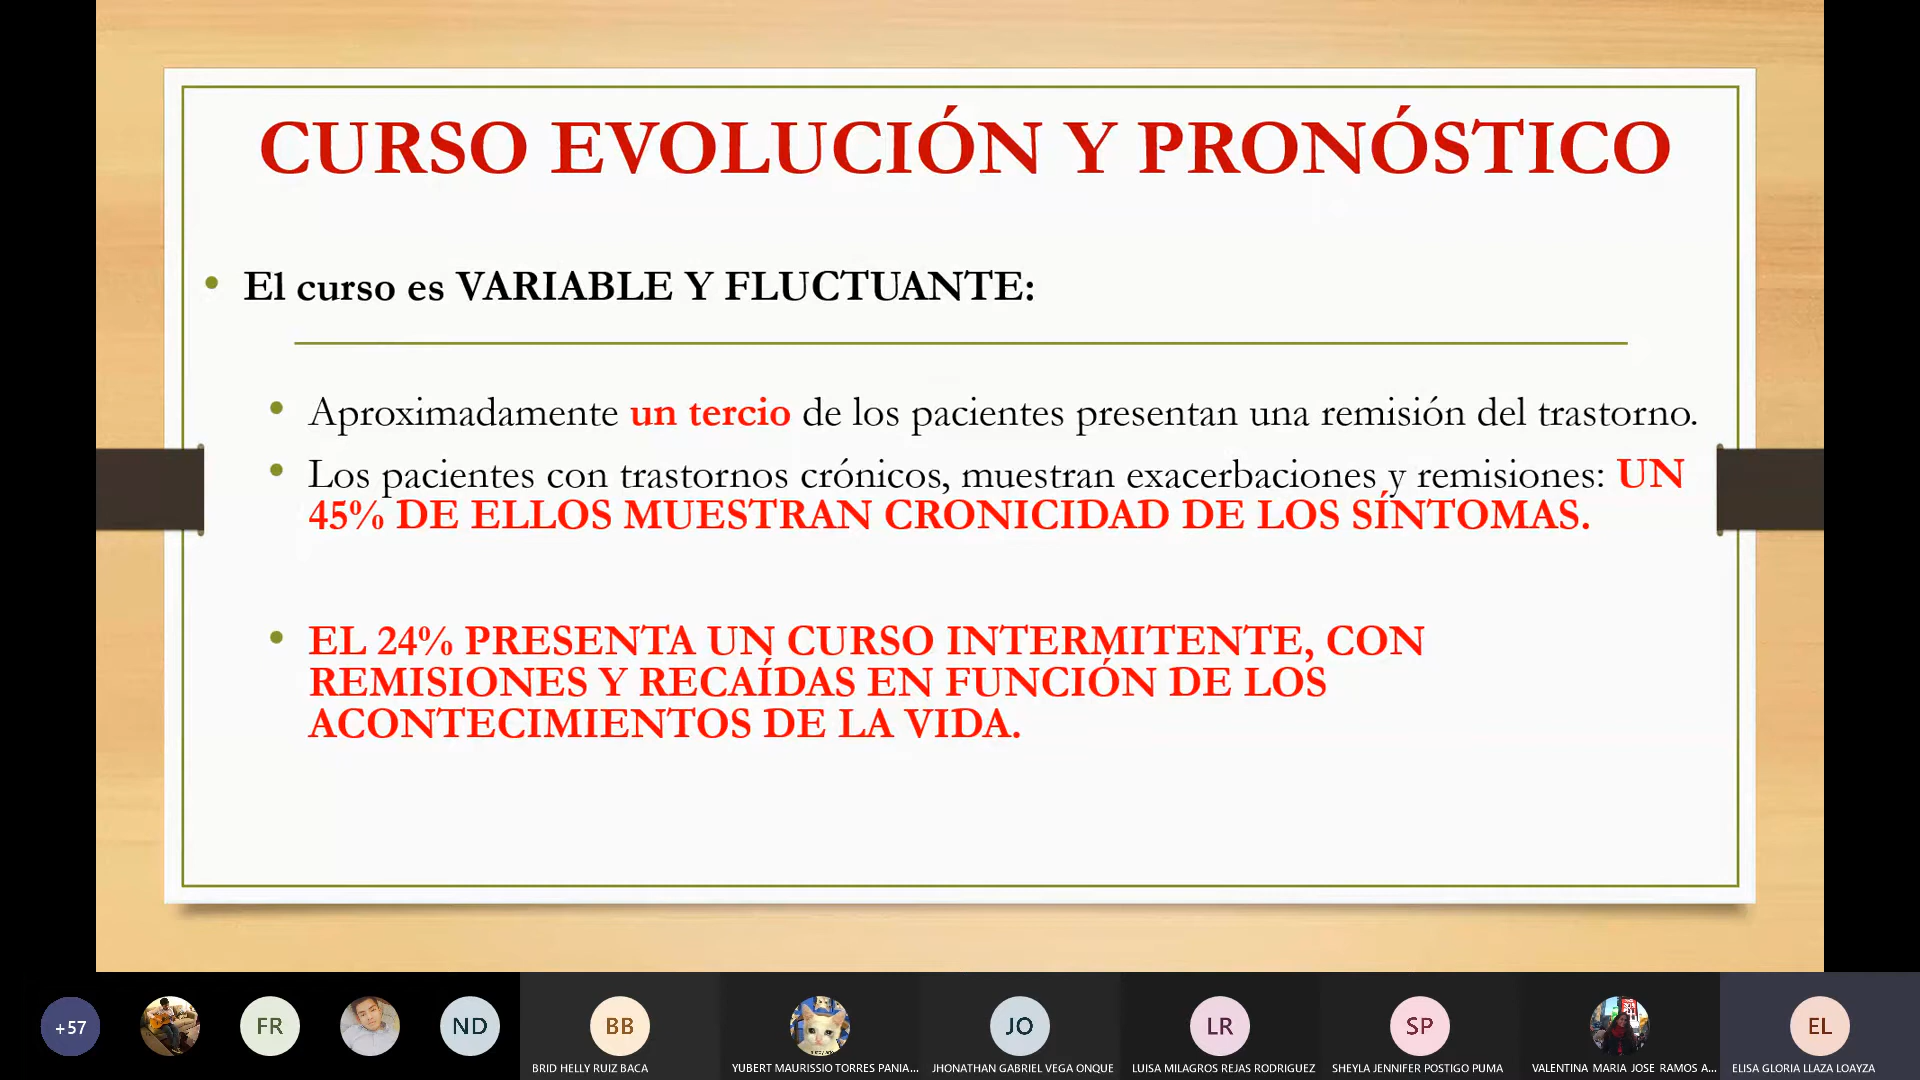 CURSO EVOLUCIÓN Y PRONÓSTICO
• El curso es VARIABLE Y FLUCTUANTE:
• Aproximadamente un tercio de los pacientes presentan una remisión del trastorno.
• Los pacientes con trastornos crónicos, muestran exacerbaciones y remisiones: UN
45% DE ELLOS MUESTRAN CRONICIDAD DE LOS SÍNTOMAS.
• EL 24% PRESENTA UN CURSO INTERMITENTE, CON
REMISIONES Y RECAÍDAS EN FUNCIÓN DE LOS
ACONTECIMIENTOS DE LA VIDA.
+57
FR
ND
BB
JO
LR
SP
EL
BRID HELLY RUIZ BACA
YUBERT MAURISSIO TORRES PANIA...
JHONATHAN GABRIEL VEGA ONQUE
LUISA MILAGROS REJAS RODRIGUEZ
SHEYLA JENNIFER POSTIGO PUMA
VALENTINA MARIA JOSE RAMOS A...
ELISA GLORIA LLAZA LOAYZA